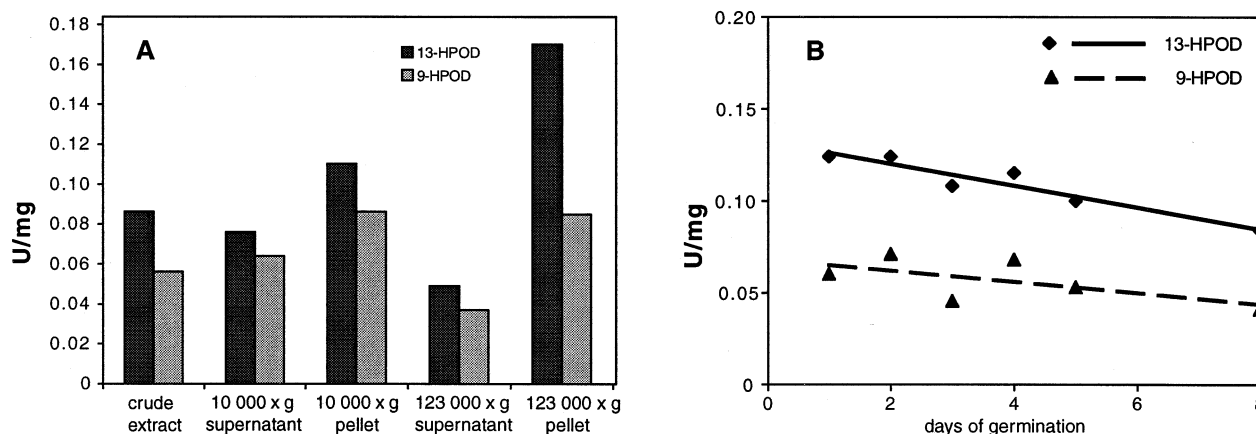 A
13-HPOD
9-HPOD
U/mg
0.18
0.16
0.14
0.12
0.10
0.08
0.06
0.04
0.02
0
crude extract
10 000 x g supernatant
10 000 x g pellet
123 000 x g supernatant
123 000 x g pellet
B
13-HPOD
9-HPOD
U/mg
0.20
0.15
0.10
0.05
0
0 2 4 6 8
days of germination